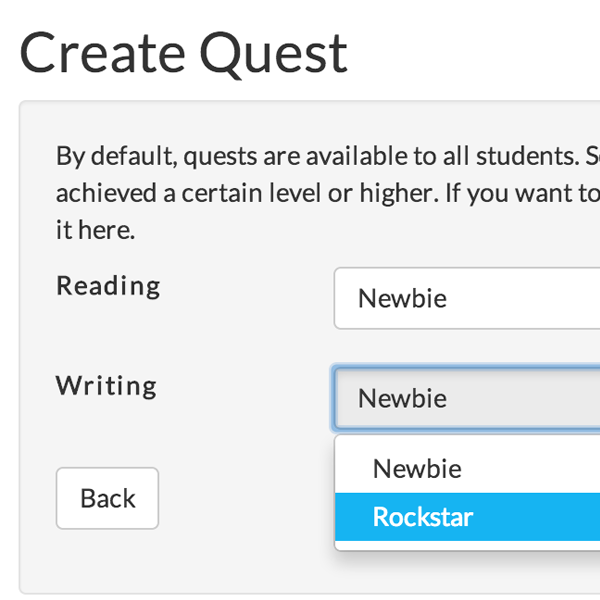 Create Quest
By default, quests are available to all students. S
achieved a certain level or higher. If you want to
it here.
Reading
Newbie
Writing
Newbie
Newbie
Rockstar
Back